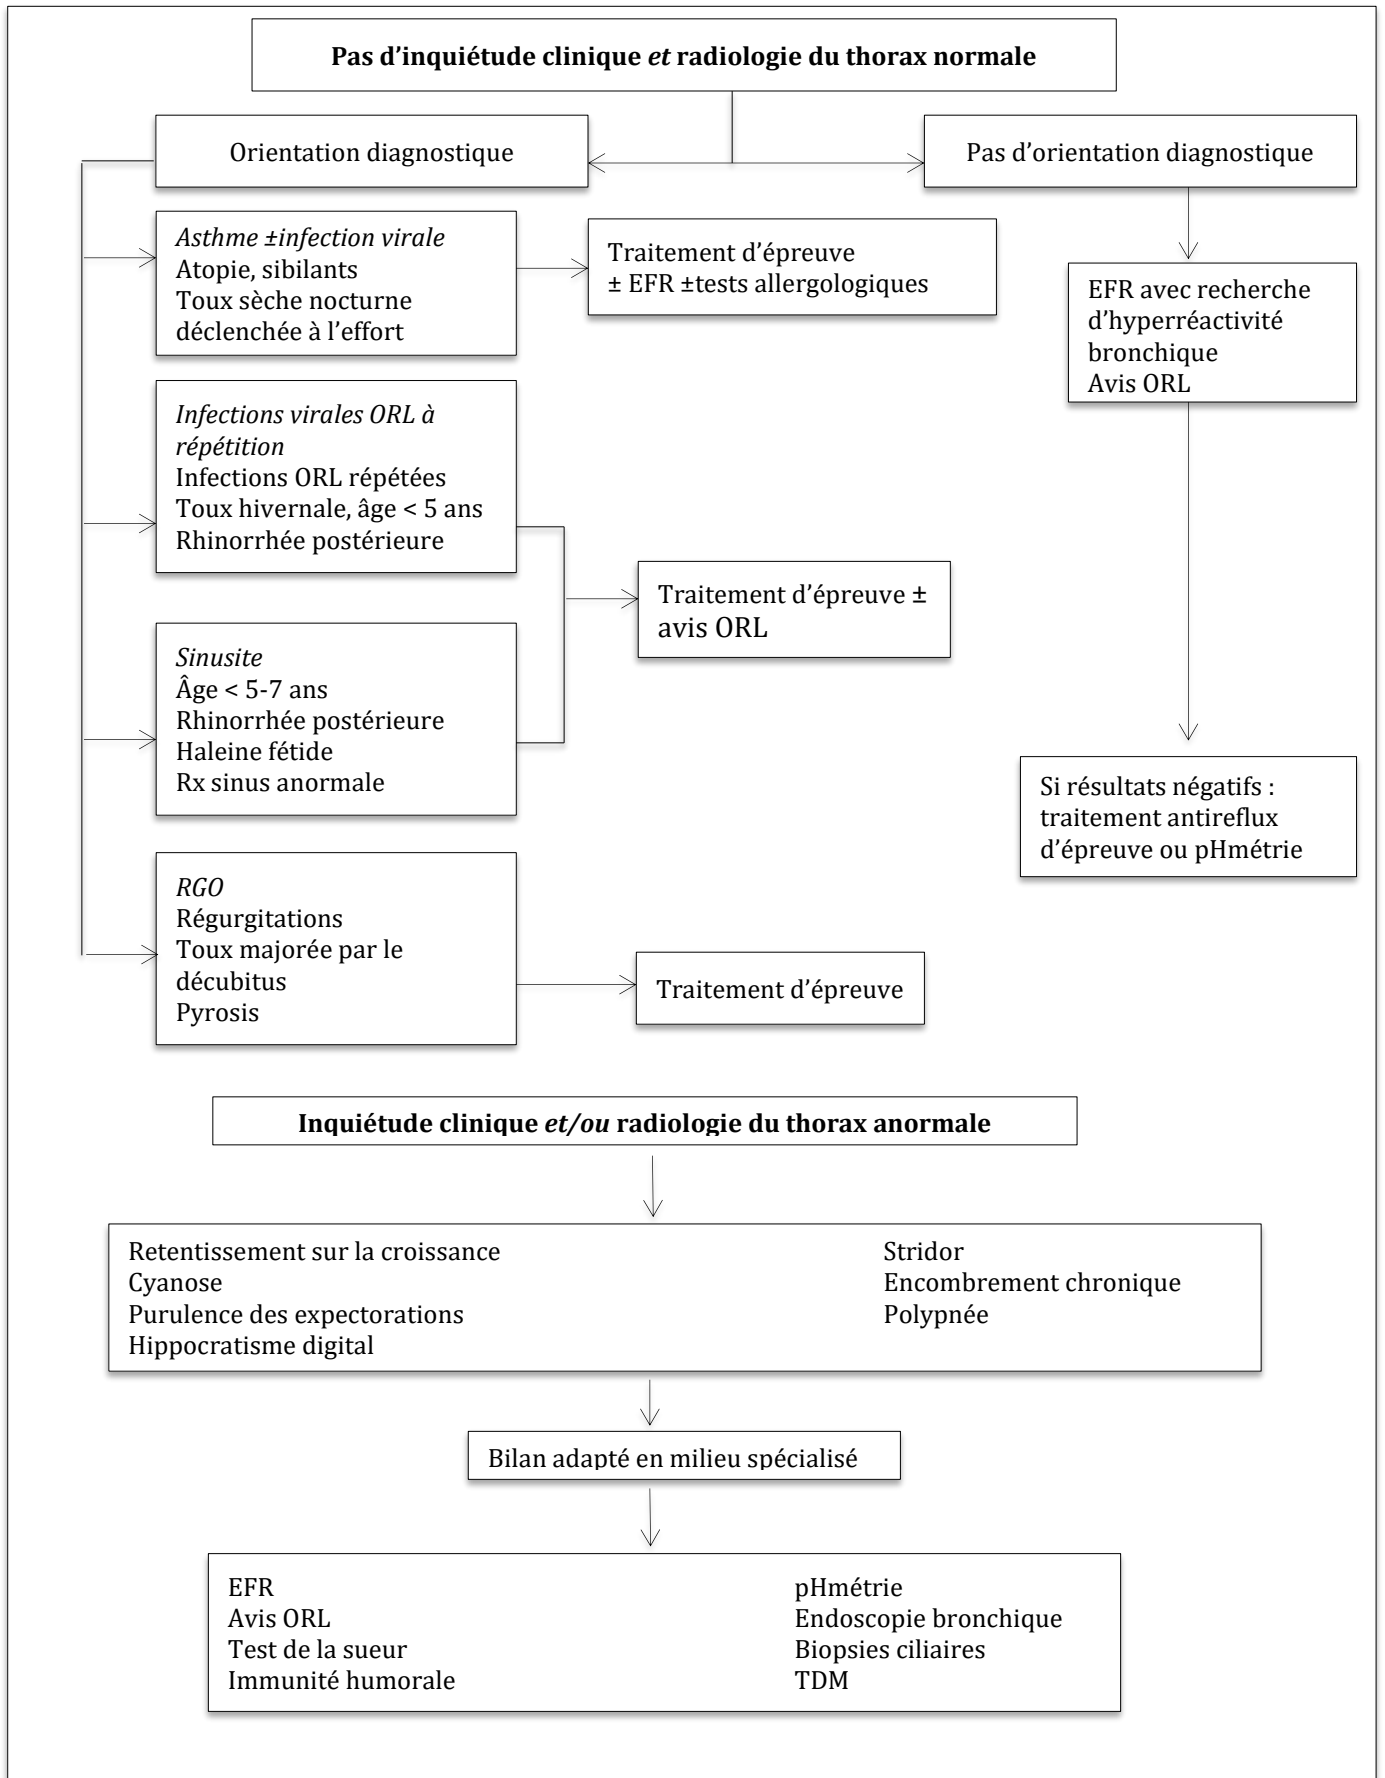 Pas d’inquiétude clinique et radiologie du thorax normale
Orientation diagnostique
Pas d’orientation diagnostique
Asthme ±infection virale
Atopie, sibilants
Toux sèche nocturne
déclenchée à l’effort
Traitement d’épreuve
± EFR ±tests allergologiques
EFR avec recherche
d’hyperréactivité
bronchique
Avis ORL
Infections virales ORL à
répétition
Infections ORL répétées
Toux hivernale, âge < 5 ans
Rhinorrhée postérieure
Traitement d’épreuve ±
avis ORL
Sinusite
Âge < 5-7 ans
Rhinorrhée postérieure
Haleine fétide
Rx sinus anormale
Si résultats négatifs :
traitement antireflux
d’épreuve ou pHmétrie
RGO
Régurgitations
Toux majorée par le
décubitus
Pyrosis
Traitement d’épreuve
Inquiétude clinique et/ou radiologie du thorax anormale
Retentissement sur la croissance
Cyanose
Purulence des expectorations
Hippocratisme digital
Stridor
Encombrement chronique
Polypnée
Bilan adapté en milieu spécialisé
EFR
Avis ORL
Test de la sueur
Immunité humorale
pHmétrie
Endoscopie bronchique
Biopsies ciliaires
TDM